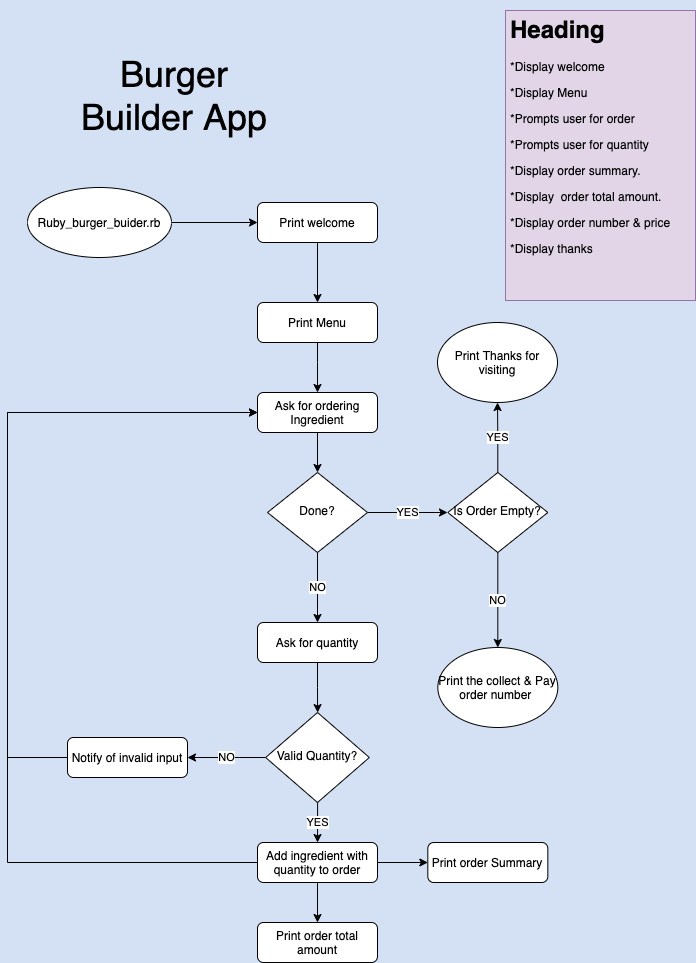 Heading
*Display welcome
*Display Menu
*Prompts user for order
*Prompts user for quantity
*Display order summary.
*Display  order total amount.
*Display order number & price
*Display thanks
Burger
Builder App
Ruby_burger_buider.rb
Print welcome
Print Menu
Print Thanks for
visiting
Ask for ordering
Ingredient
YES
Done?
YES
Is Order Empty?
NO
NO
Ask for quantity
Print the collect & Pay
order number
Notify of invalid input
NO
Valid Quantity?
YES
Add ingredient with
quantity to order
Print order Summary
Print order total
amount